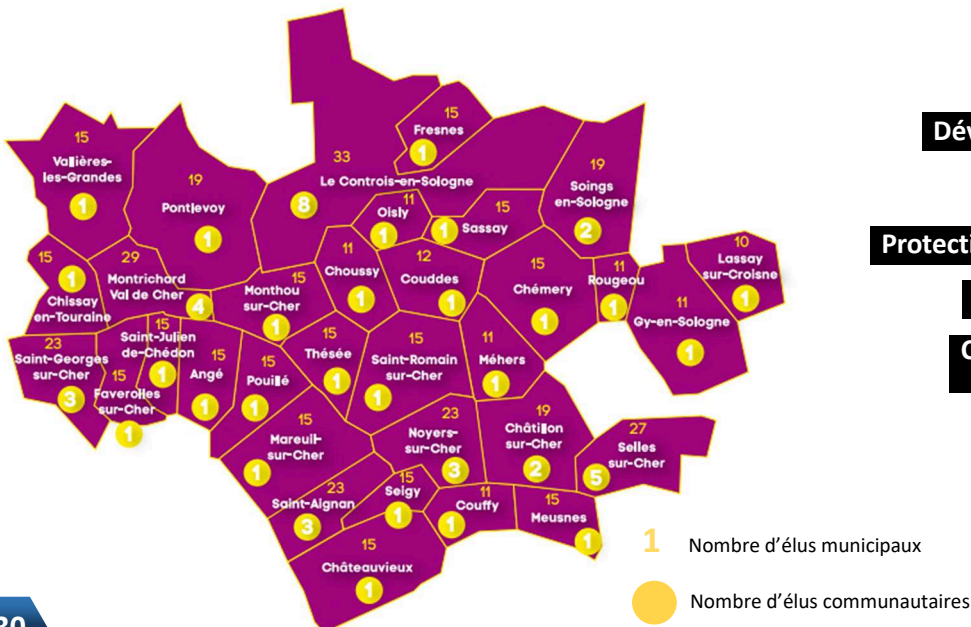 15
Fresnes
1
Dév
15
Vallières-
les-Grandes
1
33
Le Controis-en-Sologne
8
19
Soings
en-Sologne
2
19
Pontlevoy
1
11
Oisly
1
15
Sassay
1
Protecti
10
Lassay
sur-Croisne
1
15
1
Chissay
en-Touraine
29
Montrichard
Val de Cher
4
15
Monthou
sur-Cher
1
11
Choussy
1
12
Couddes
1
15
Chémery
1
11
Rougeou
1
11
Gy-en-Sologne
1
23
Saint-Georges
sur-Cher
3
15
Faverolles
sur-Cher
1
15
Saint-Julien
de-Chédon
1
15
Angé
1
15
Pouillé
1
15
Thésée
1
15
Saint-Romain
sur-Cher
1
11
Méhers
1
15
Mareuil-
sur-Cher
1
23
Noyers-
sur-Cher
3
19
Châtillon
sur-Cher
2
27
Selles
sur-Cher
5
23
Saint-Aignan
3
15
Seigy
1
11
Couffy
1
15
Meusnes
1
15
Châteauvieux
1
1 Nombre d'élus municipaux
Nombre d'élus communautaires